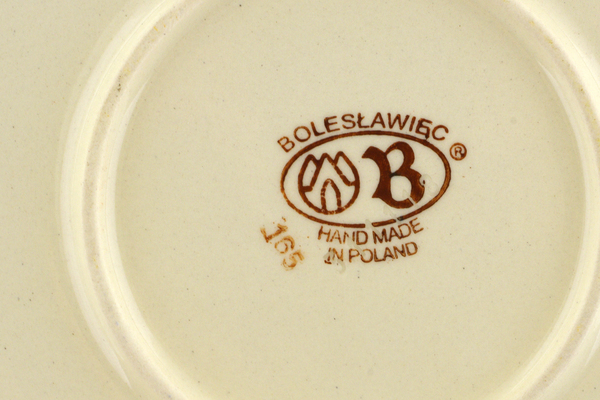 BOLESŁAWIEC
B ®
HAND MADE
IN POLAND
165